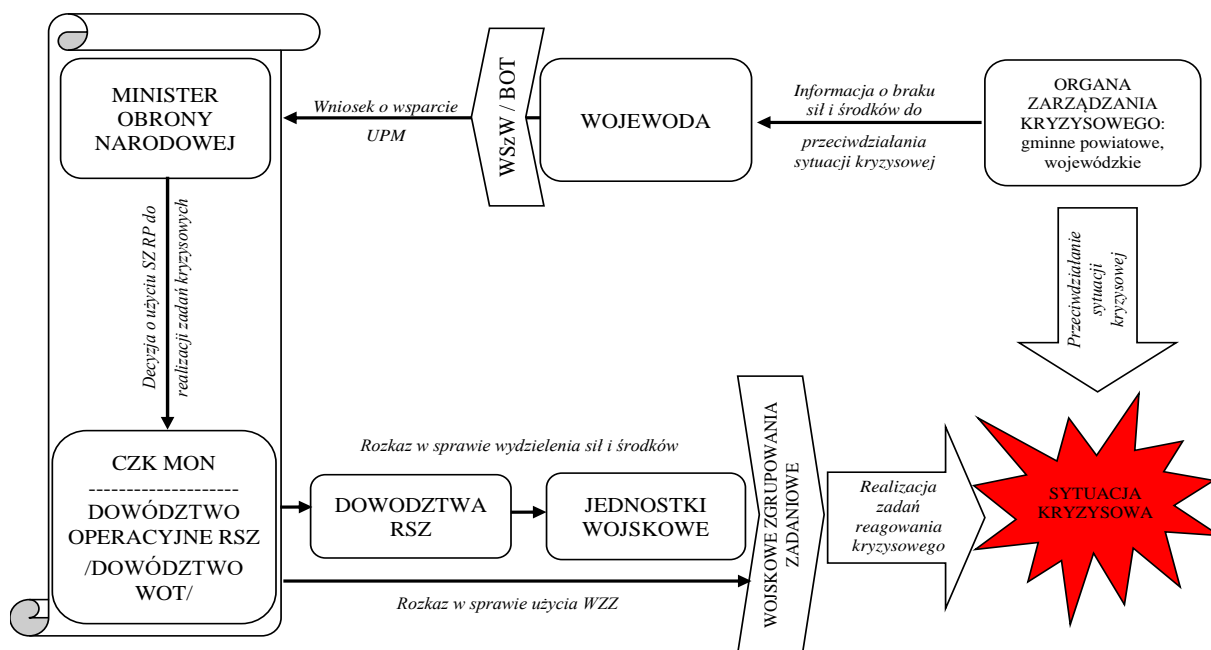 MINISTER
OBRONY
NARODOWEJ
Wniosek o wsparcie
UPM
WSzW / BOT
WOJEWODA
Informacja o braku
sił i środków do
przeciwdziałania
sytuacji kryzysowej
ORGANA
ZARZĄDZANIA
KRYZYSOWEGO:
gminne powiatowe,
wojewódzkie
Decyzja o użyciu SZ RP do
realizacji zadań kryzysowych
Przeciwdziałanie
sytuacji
kryzysowej
CZK MON
--------------------
DOWÓDZTWO
OPERACYJNE RSZ
/DOWÓDZTWO
WOT/
Rozkaz w sprawie wydzielenia sił i środków
DOWODZTWA
RSZ
JEDNOSTKI
WOJSKOWE
Rozkaz w sprawie użycia WZZ
WOJSKOWE ZGRUPOWANIA
ZADANIOWE
Realizacja
zadań
reagowania
kryzysowego
SYTUACJA
KRYZYSOWA